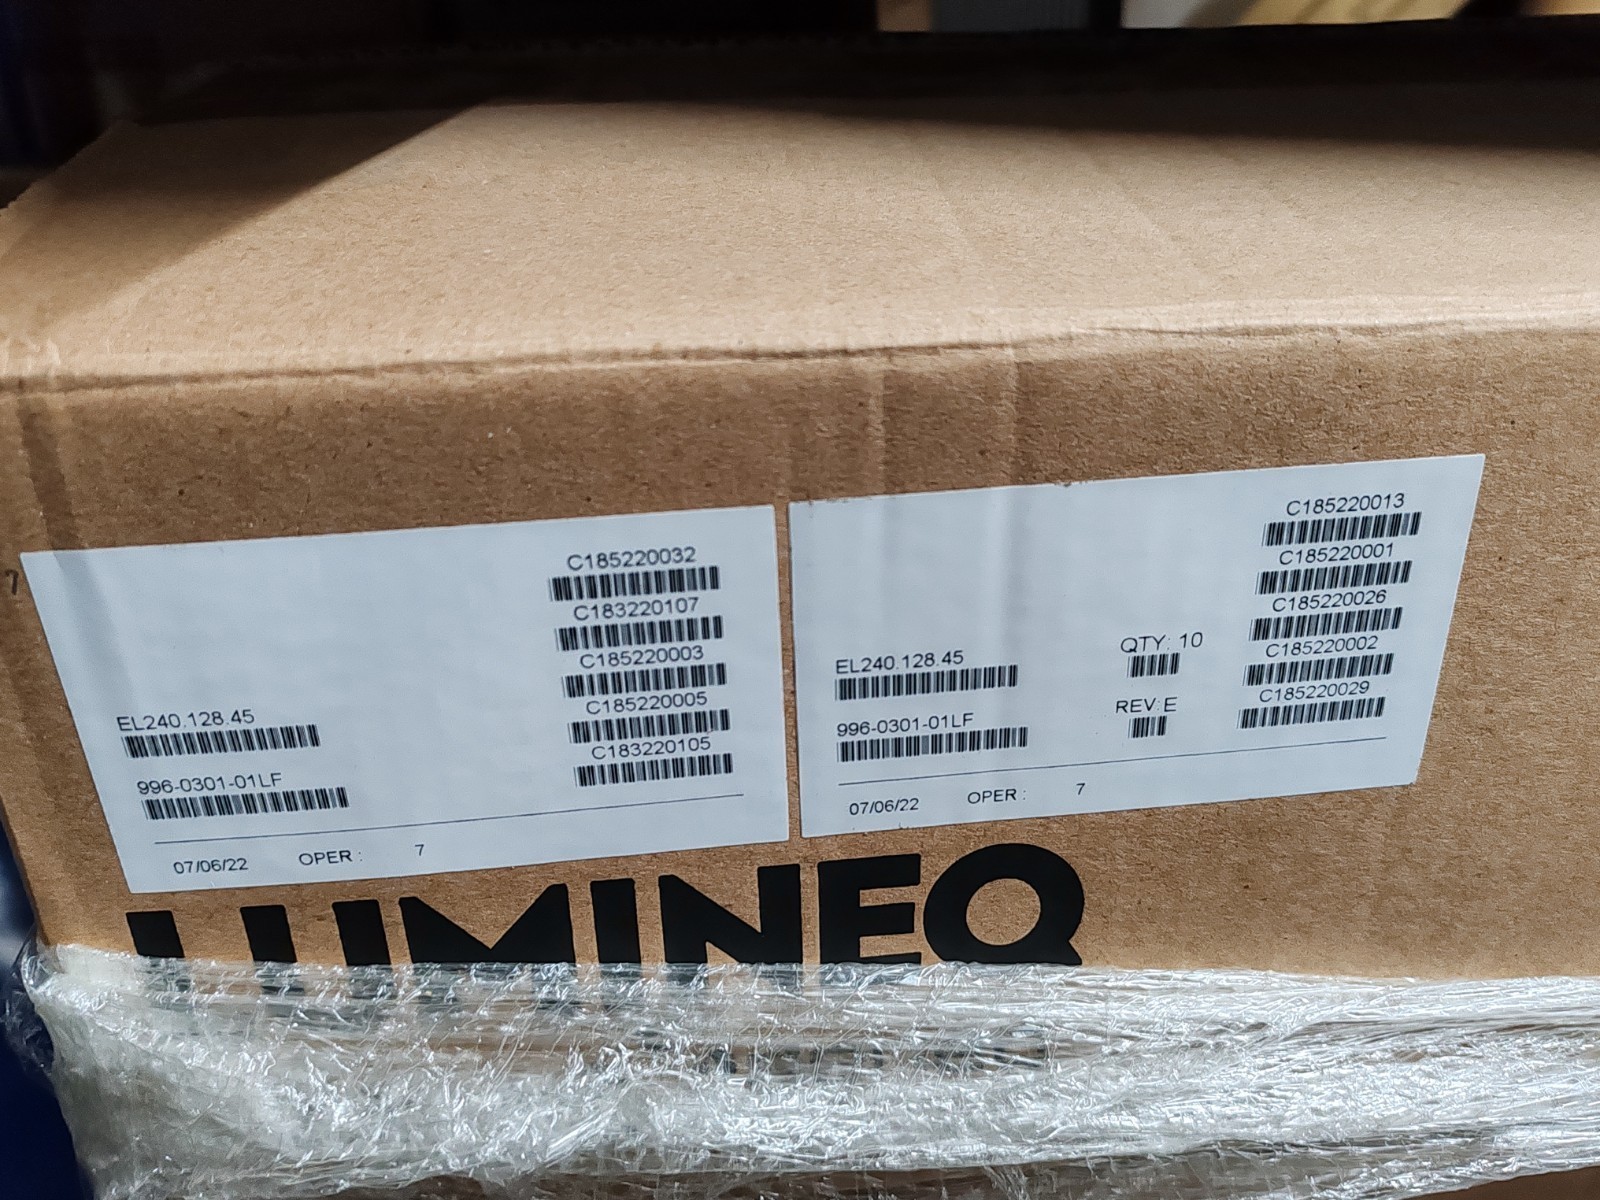 C185220032
C183220107
C185220003
C185220005
C183220105
EL240.128.45
996-0301-01LF
07/06/22 OPER : 7
C185220013
C185220001
C185220026
C185220002
C185220029
QTY: 10
EL240.128.45
REV:E
996-0301-01LF
07/06/22 OPER : 7
LUMINEQ
7